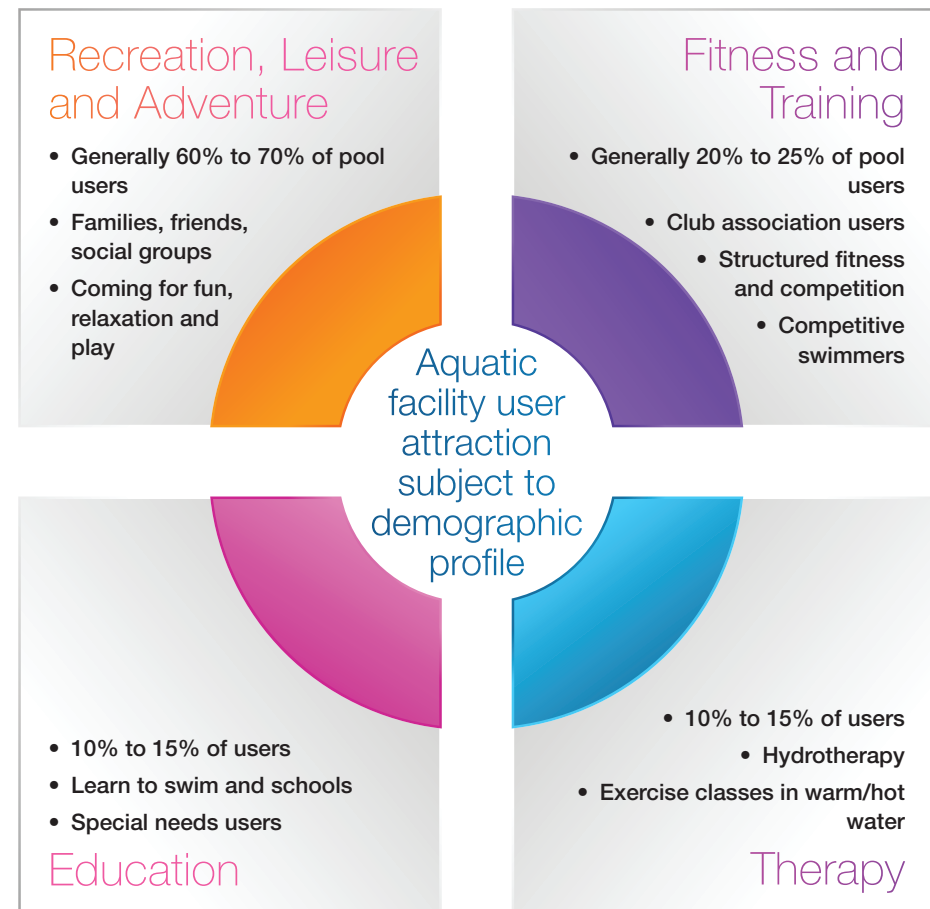 Recreation, Leisure
and Adventure
• Generally 60% to 70% of pool
users
• Families, friends,
social groups
• Coming for fun,
relaxation and
play
Fitness and
Training
• Generally 20% to 25% of pool
users
• Club association users
• Structured fitness
and competition
• Competitive
swimmers
Aquatic
facility user
attraction
subject to
demographic
profile
• 10% to 15% of users
• Learn to swim and schools
• Special needs users
Education
• 10% to 15% of users
• Hydrotherapy
• Exercise classes in warm/hot
water
Therapy